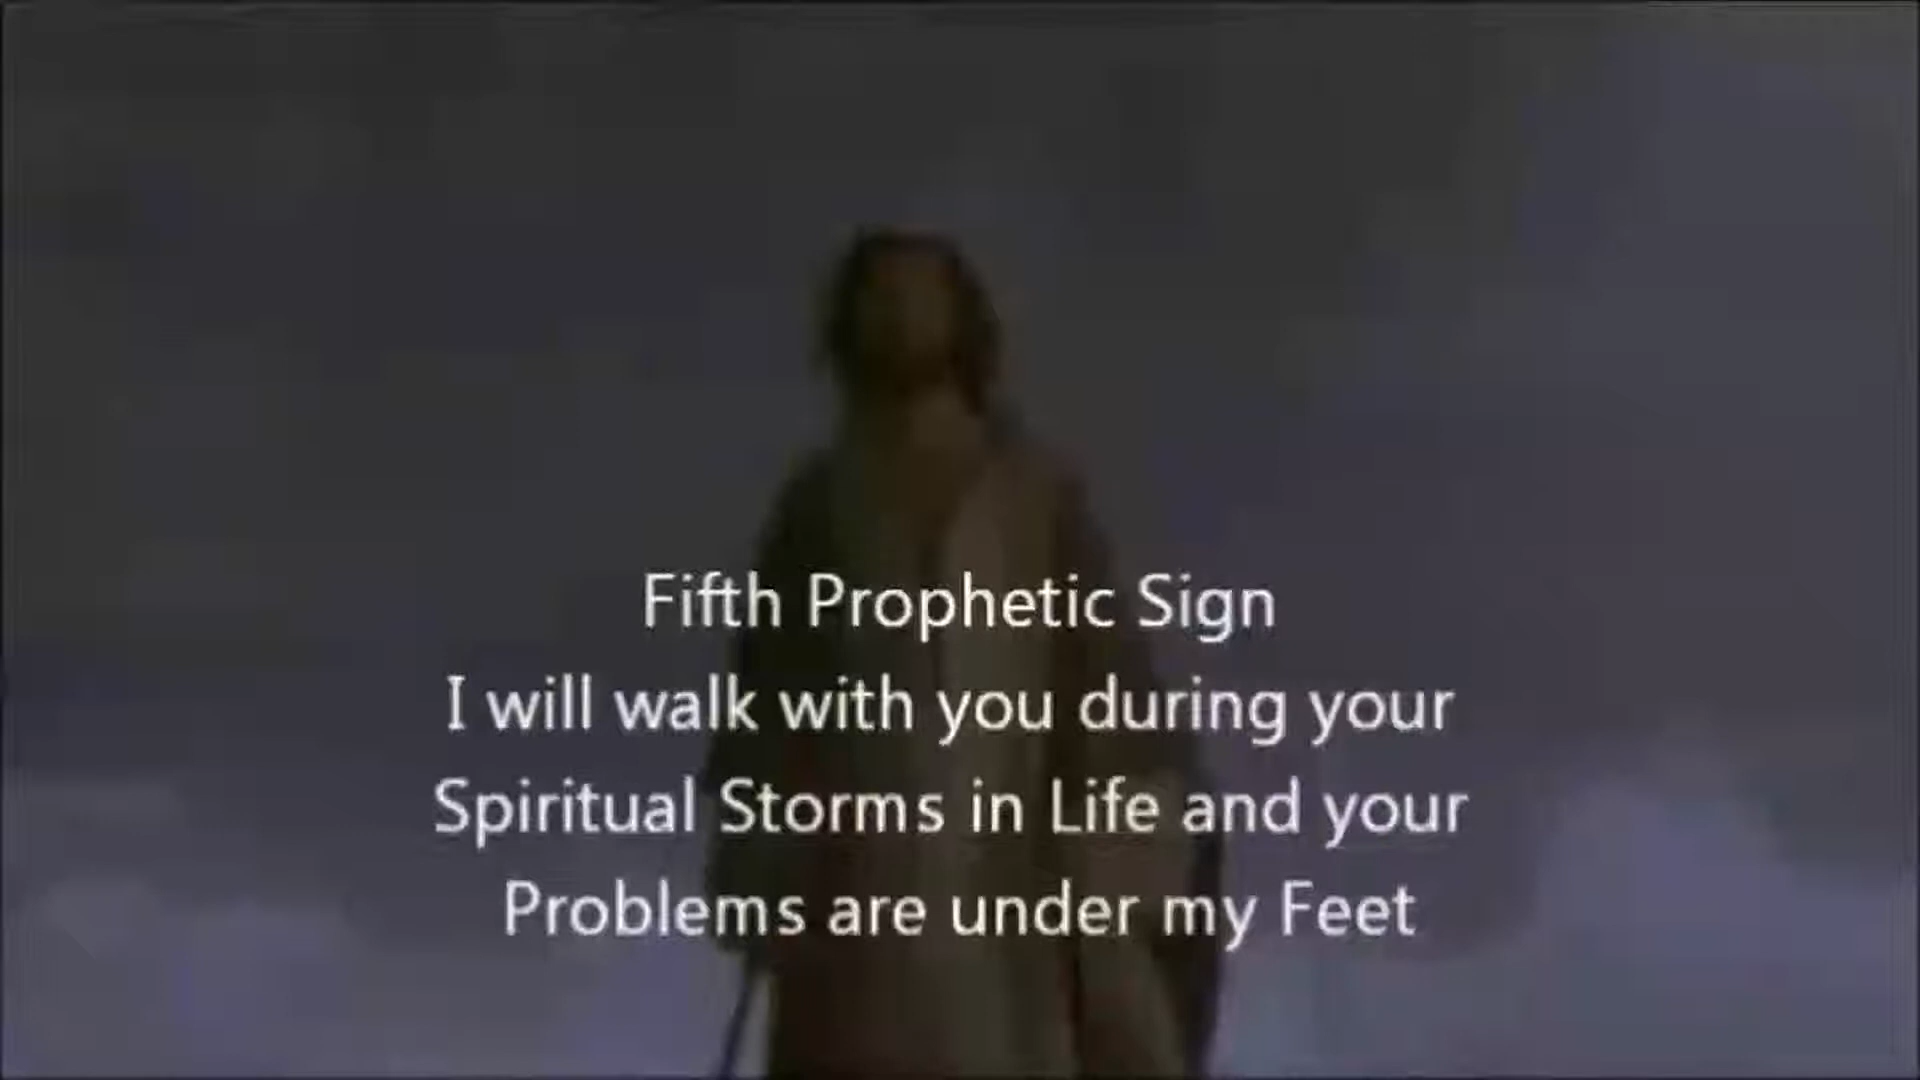 Fifth Prophetic Sign
I will walk with you during your
Spiritual Storms in Life and your
Problems are under my Feet